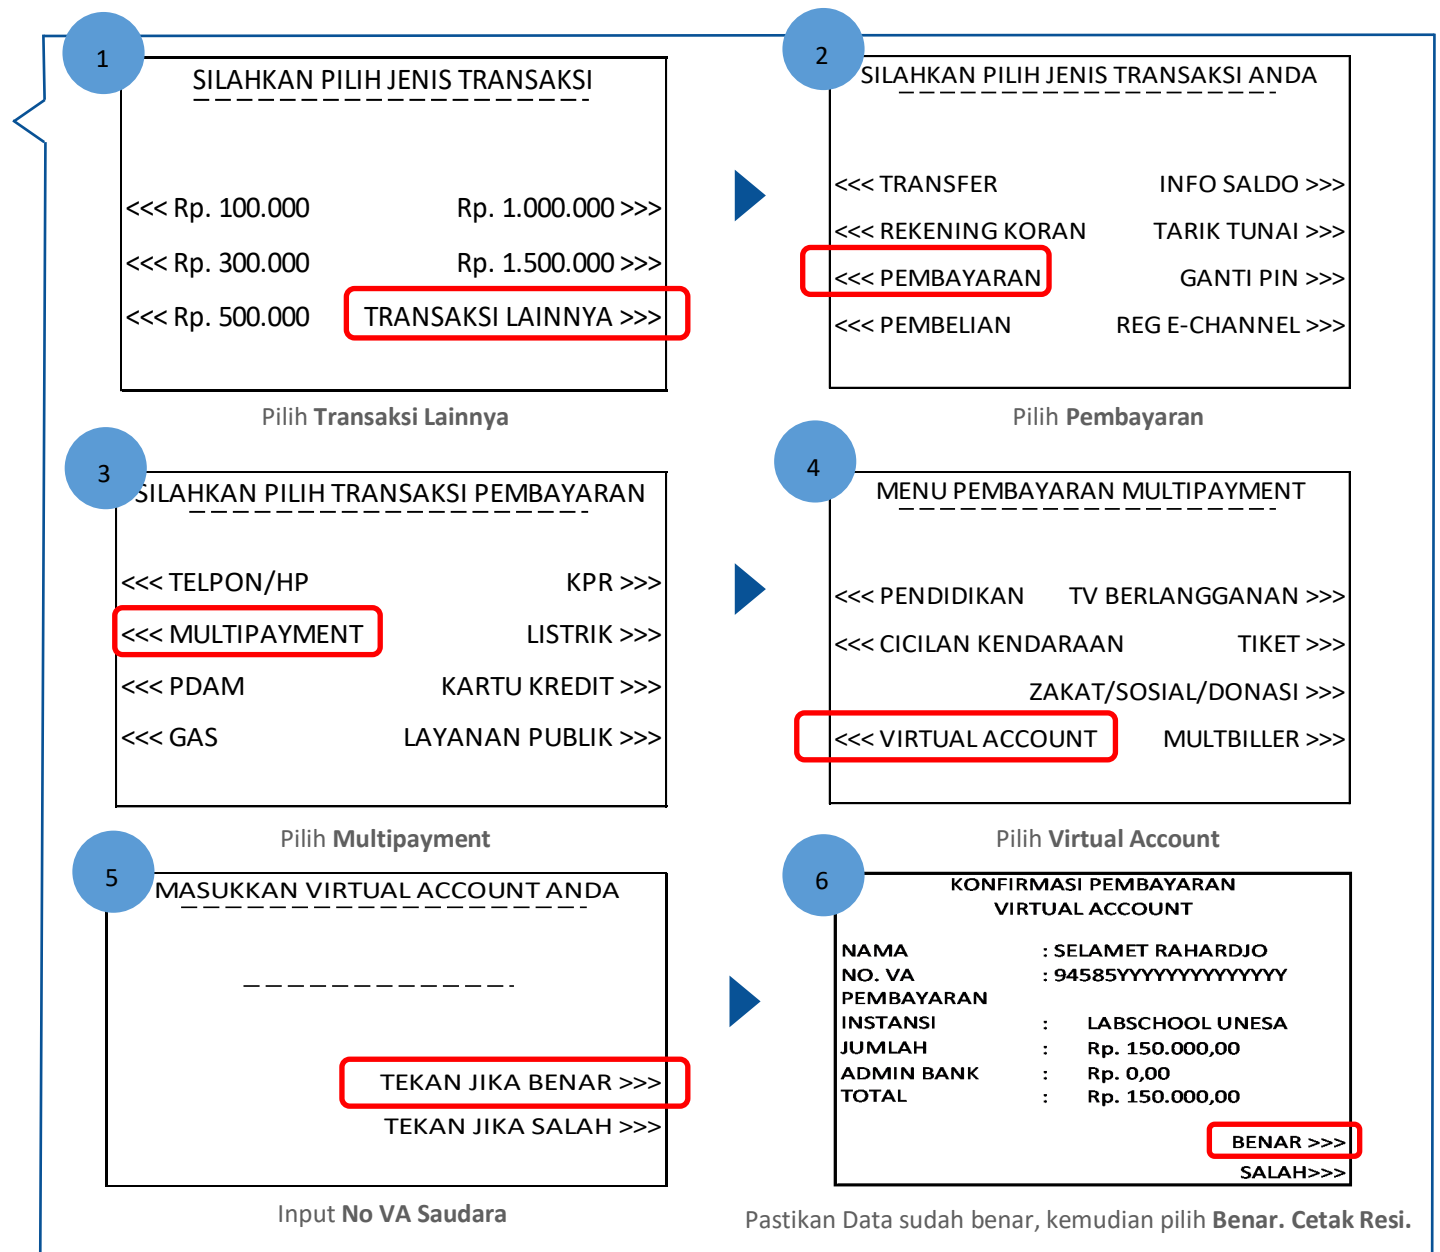 1
SILAHKAN PILIH JENIS TRANSAKSI
<<< Rp. 100.000 Rp. 1.000.000 >>>
<<< Rp. 300.000 Rp. 1.500.000 >>>
<<< Rp. 500.000 TRANSAKSI LAINNYA >>>
Pilih Transaksi Lainnya
2
SILAHKAN PILIH JENIS TRANSAKSI ANDA
<<< TRANSFER INFO SALDO >>>
<<< REKENING KORAN TARIK TUNAI >>>
<<< PEMBAYARAN GANTI PIN >>>
<<< PEMBELIAN REG E-CHANNEL >>>
Pilih Pembayaran
3
SILAHKAN PILIH TRANSAKSI PEMBAYARAN
<<< TELPON/HP KPR >>>
<<< MULTIPAYMENT LISTRIK >>>
<<< PDAM KARTU KREDIT >>>
<<< GAS LAYANAN PUBLIK >>>
Pilih Multipayment
4
MENU PEMBAYARAN MULTIPAYMENT
<<< PENDIDIKAN TV BERLANGGANAN >>>
<<< CICILAN KENDARAAN TIKET >>>
ZAKAT/SOSIAL/DONASI >>>
<<< VIRTUAL ACCOUNT MULTBILLER >>>
Pilih Virtual Account
5
MASUKKAN VIRTUAL ACCOUNT ANDA
TEKAN JIKA BENAR >>>
TEKAN JIKA SALAH >>>
Input No VA Saudara
6
KONFIRMASI PEMBAYARAN
VIRTUAL ACCOUNT
NAMA : SELAMET RAHARDJO
NO. VA : 94585YYYYYYYYYYYYYY
PEMBAYARAN
INSTANSI : LABSCHOOL UNESA
JUMLAH : Rp. 150.000,00
ADMIN BANK : Rp. 0,00
TOTAL : Rp. 150.000,00
BENAR >>>
SALAH>>>
Pastikan Data sudah benar, kemudian pilih Benar. Cetak Resi.